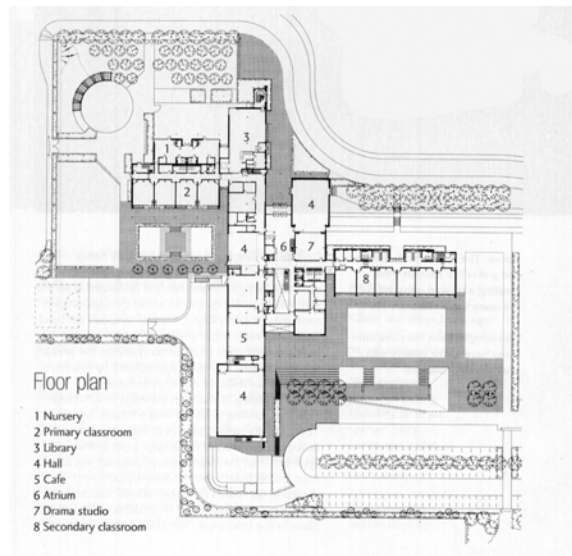 3
1
2
4
4
6
7
8
5
4
Floor plan
1 Nursery
2 Primary classroom
3 Library
4 Hall
5 Cafe
6 Atrium
7 Drama studio
8 Secondary classroom